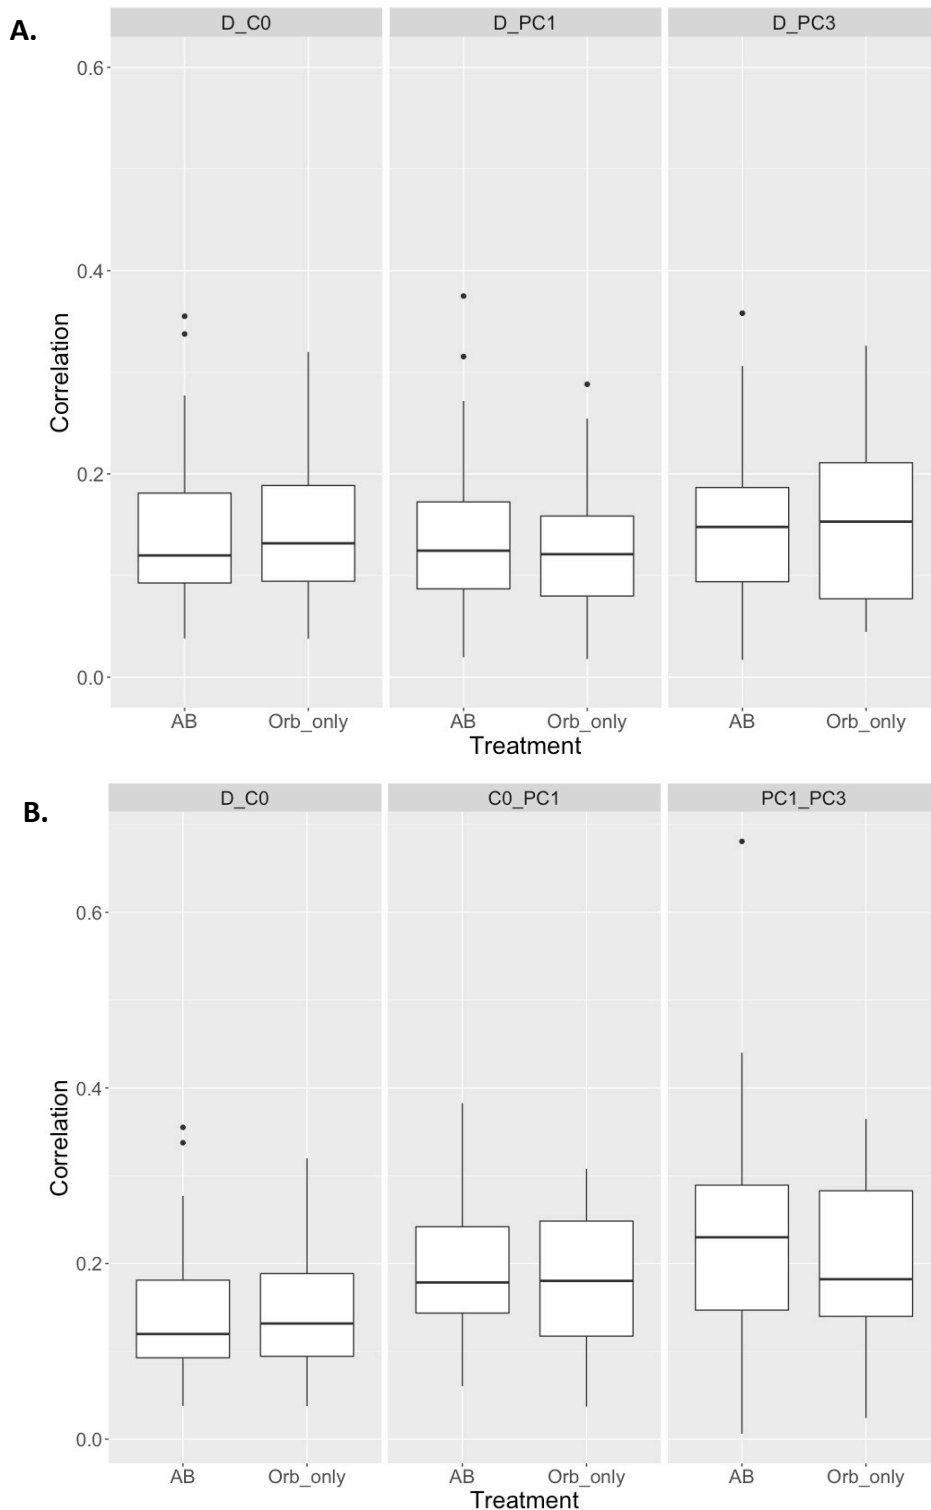 A.
D_C0 D_PC1 D_PC3
0.6
0.4
0.2
0.0
Correlation
AB Orb_only AB Orb_only AB Orb_only
Treatment
B.
D_C0 C0_PC1 PC1_PC3
0.6
0.4
0.2
0.0
Correlation
AB Orb_only AB Orb_only AB Orb_only
Treatment